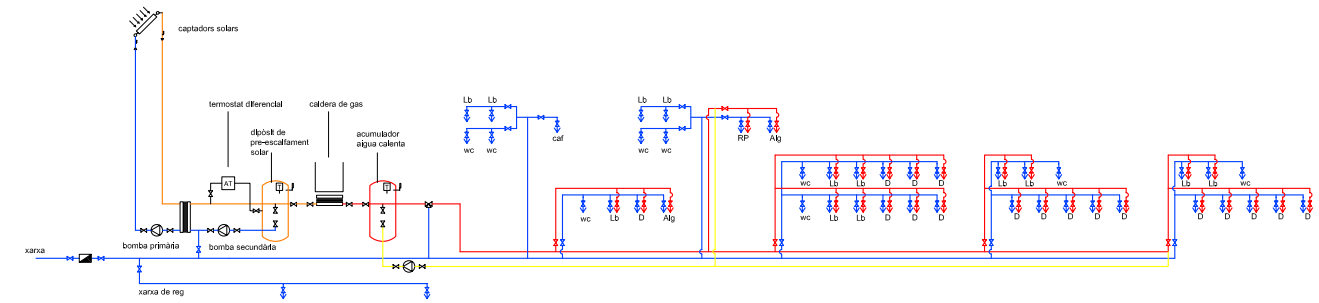 captadors solars
termostat diferencial
caldera de gas
dipòsit de
pre-escalfament
solar
acumulador
aigua calenta
AT
T
T
bomba primària
bomba secundària
xarxa
xarxa de reg
Lb Lb
wc wc
caf
Lb Lb
wc wc
RP Alg
wc Lb D Alg
wc Lb Lb D D D
wc Lb Lb D D D
Lb Lb wc
D D D D D
Lb Lb wc
D D D D D